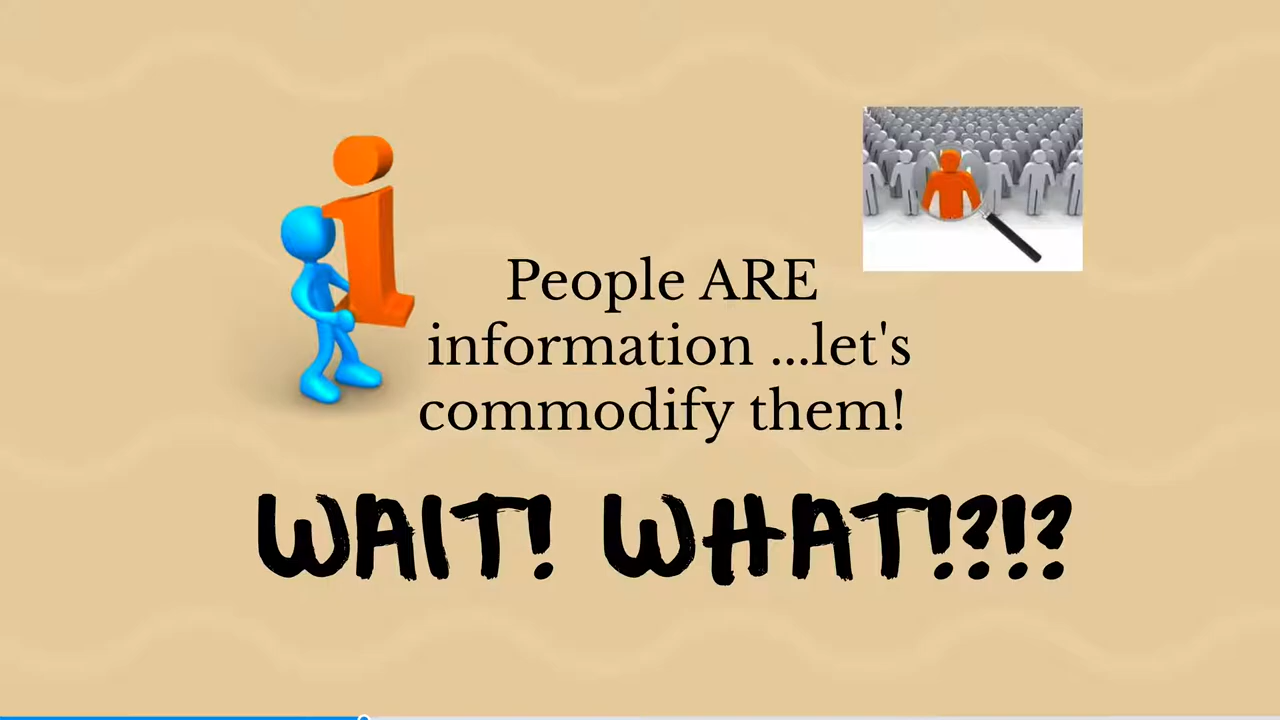 People ARE
information ...let's
commodify them!
WAIT! WHAT!?!?